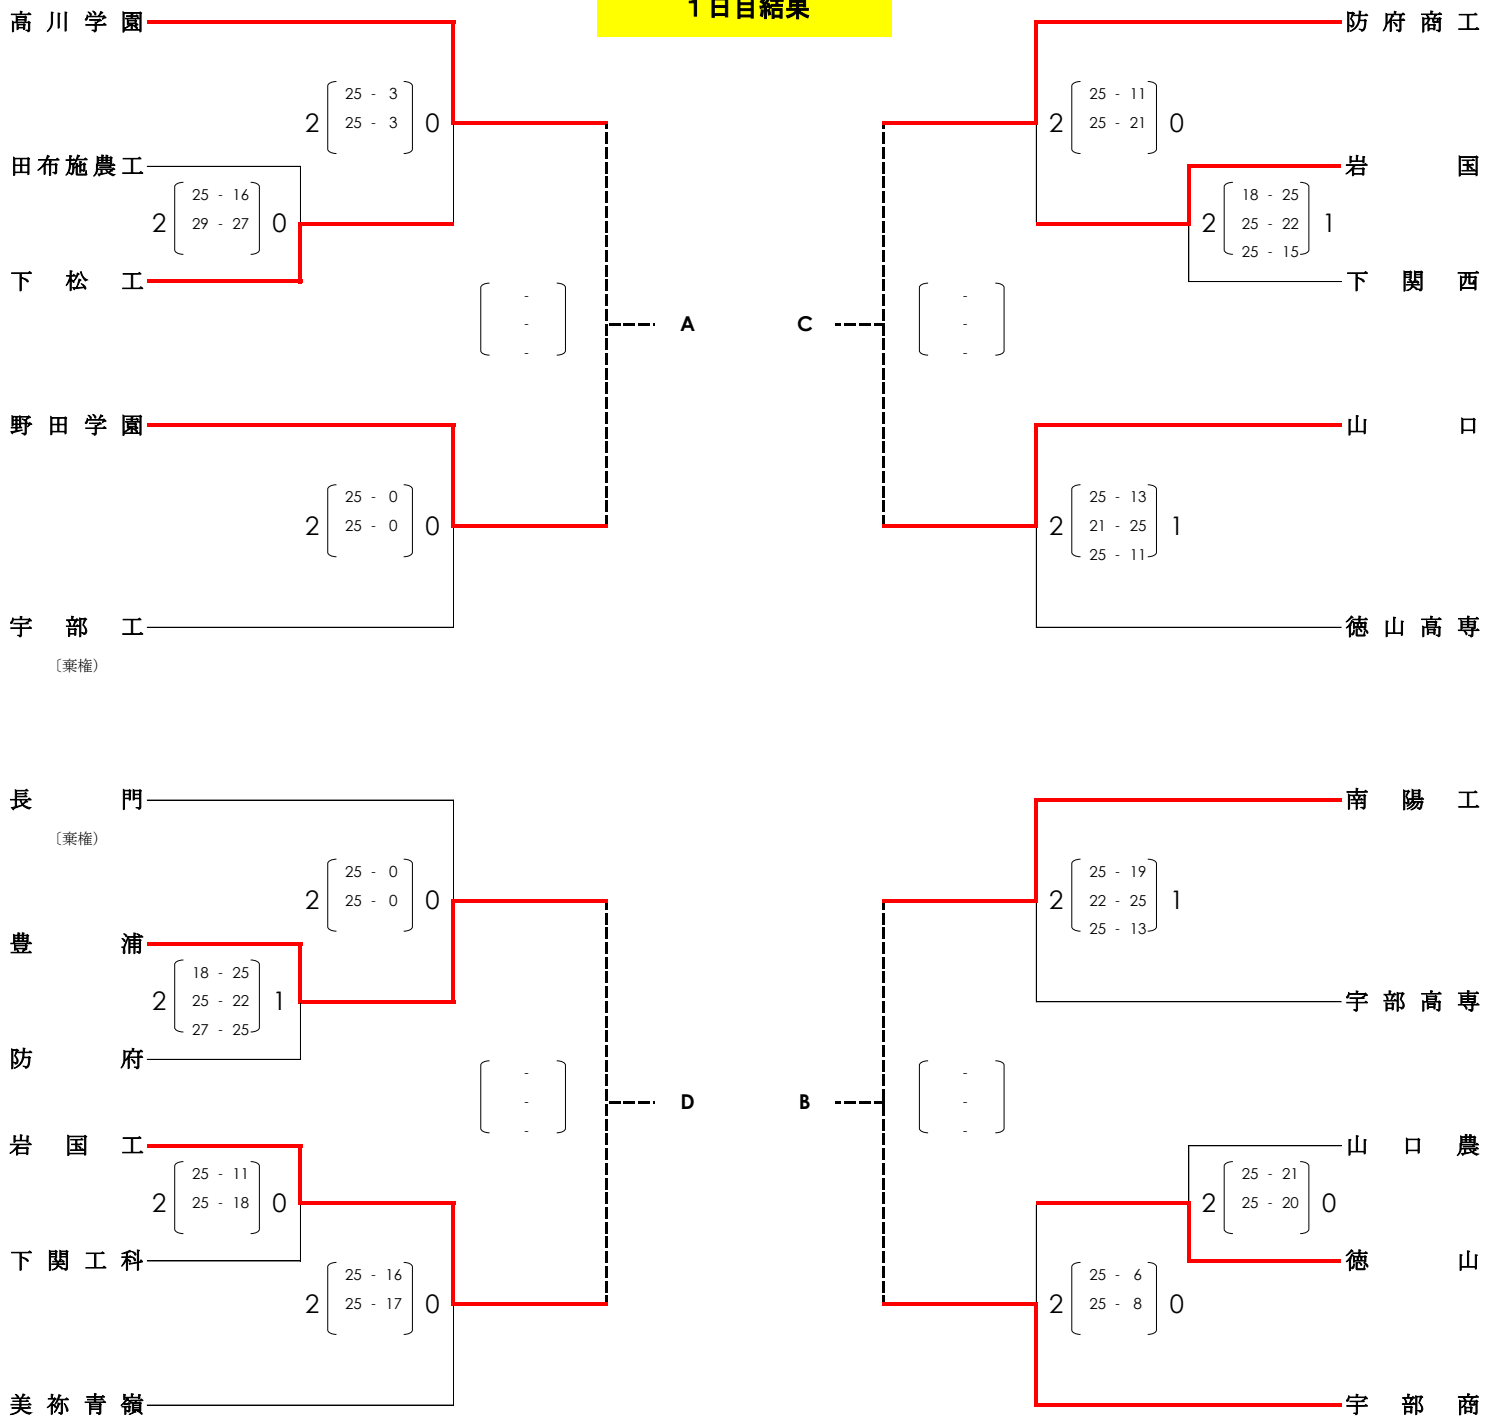 1日目結果
高川学園
2 25 - 3 0
25 - 3
田布施農工
2 25 - 16 0
29 - 27
下松工
-
-
-
A
野田学園
2 25 - 0 0
25 - 0
宇部工
〔棄権〕
防府商工
2 25 - 11 0
25 - 21
岩国
2 18 - 25 1
25 - 22
25 - 15
下関西
C
-
-
-
山口
2 25 - 13 1
21 - 25
25 - 11
徳山高専
長門
〔棄権〕
2 25 - 0 0
25 - 0
豊浦
2 18 - 25 1
25 - 22
27 - 25
防府
-
-
-
D
岩国工
2 25 - 11 0
25 - 18
下関工科
2 25 - 16 0
25 - 17
美祢青嶺
南陽工
2 25 - 19 1
22 - 25
25 - 13
宇部高専
B
-
-
-
山口農
2 25 - 21 0
25 - 20
徳山
2 25 - 6 0
25 - 8
宇部商